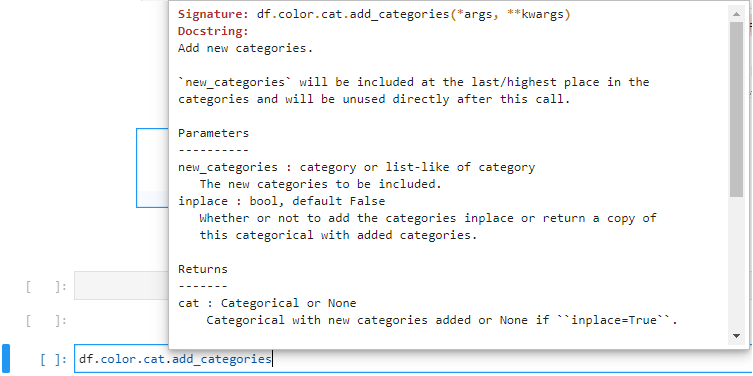 Signature: df.color.cat.add_categories(*args, **kwargs)
Docstring:
Add new categories.
`new_categories` will be included at the last/highest place in the
categories and will be unused directly after this call.
Parameters
----------
new_categories : category or list-like of category
   The new categories to be included.
inplace : bool, default False
   Whether or not to add the categories inplace or return a copy of
   this categorical with added categories.
Returns
-------
cat : Categorical or None
    Categorical with new categories added or None if ``inplace=True``.
[ ]:
[ ]:
[ ]: df.color.cat.add_categories